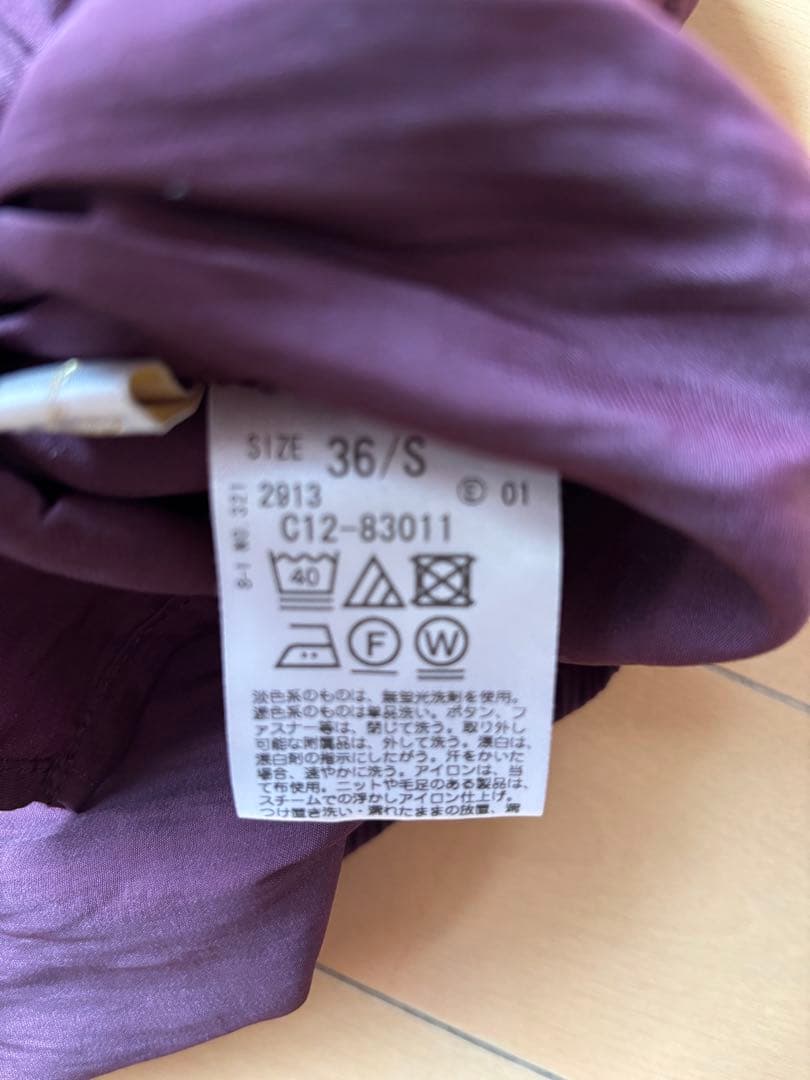 SIZE 36/S
2913 Ⓔ 01
C12-83011
8-1 NO.321
40
F W
淡色系のものは、無蛍光洗剤を使用。
濃色系のものは単品洗い。ボタン、フ
ァスナー等は、閉じて洗う。取り外し
可能な附属品は、外して洗う。漂白は、
漂白剤の指示にしたがう。汗をかいた
場合、速やかに洗う。アイロンは、当
て布使用。ニットや毛足のある製品は、
スチームでの浮かしアイロン仕上げ。
つけ置き洗い・濡れたままの放置、